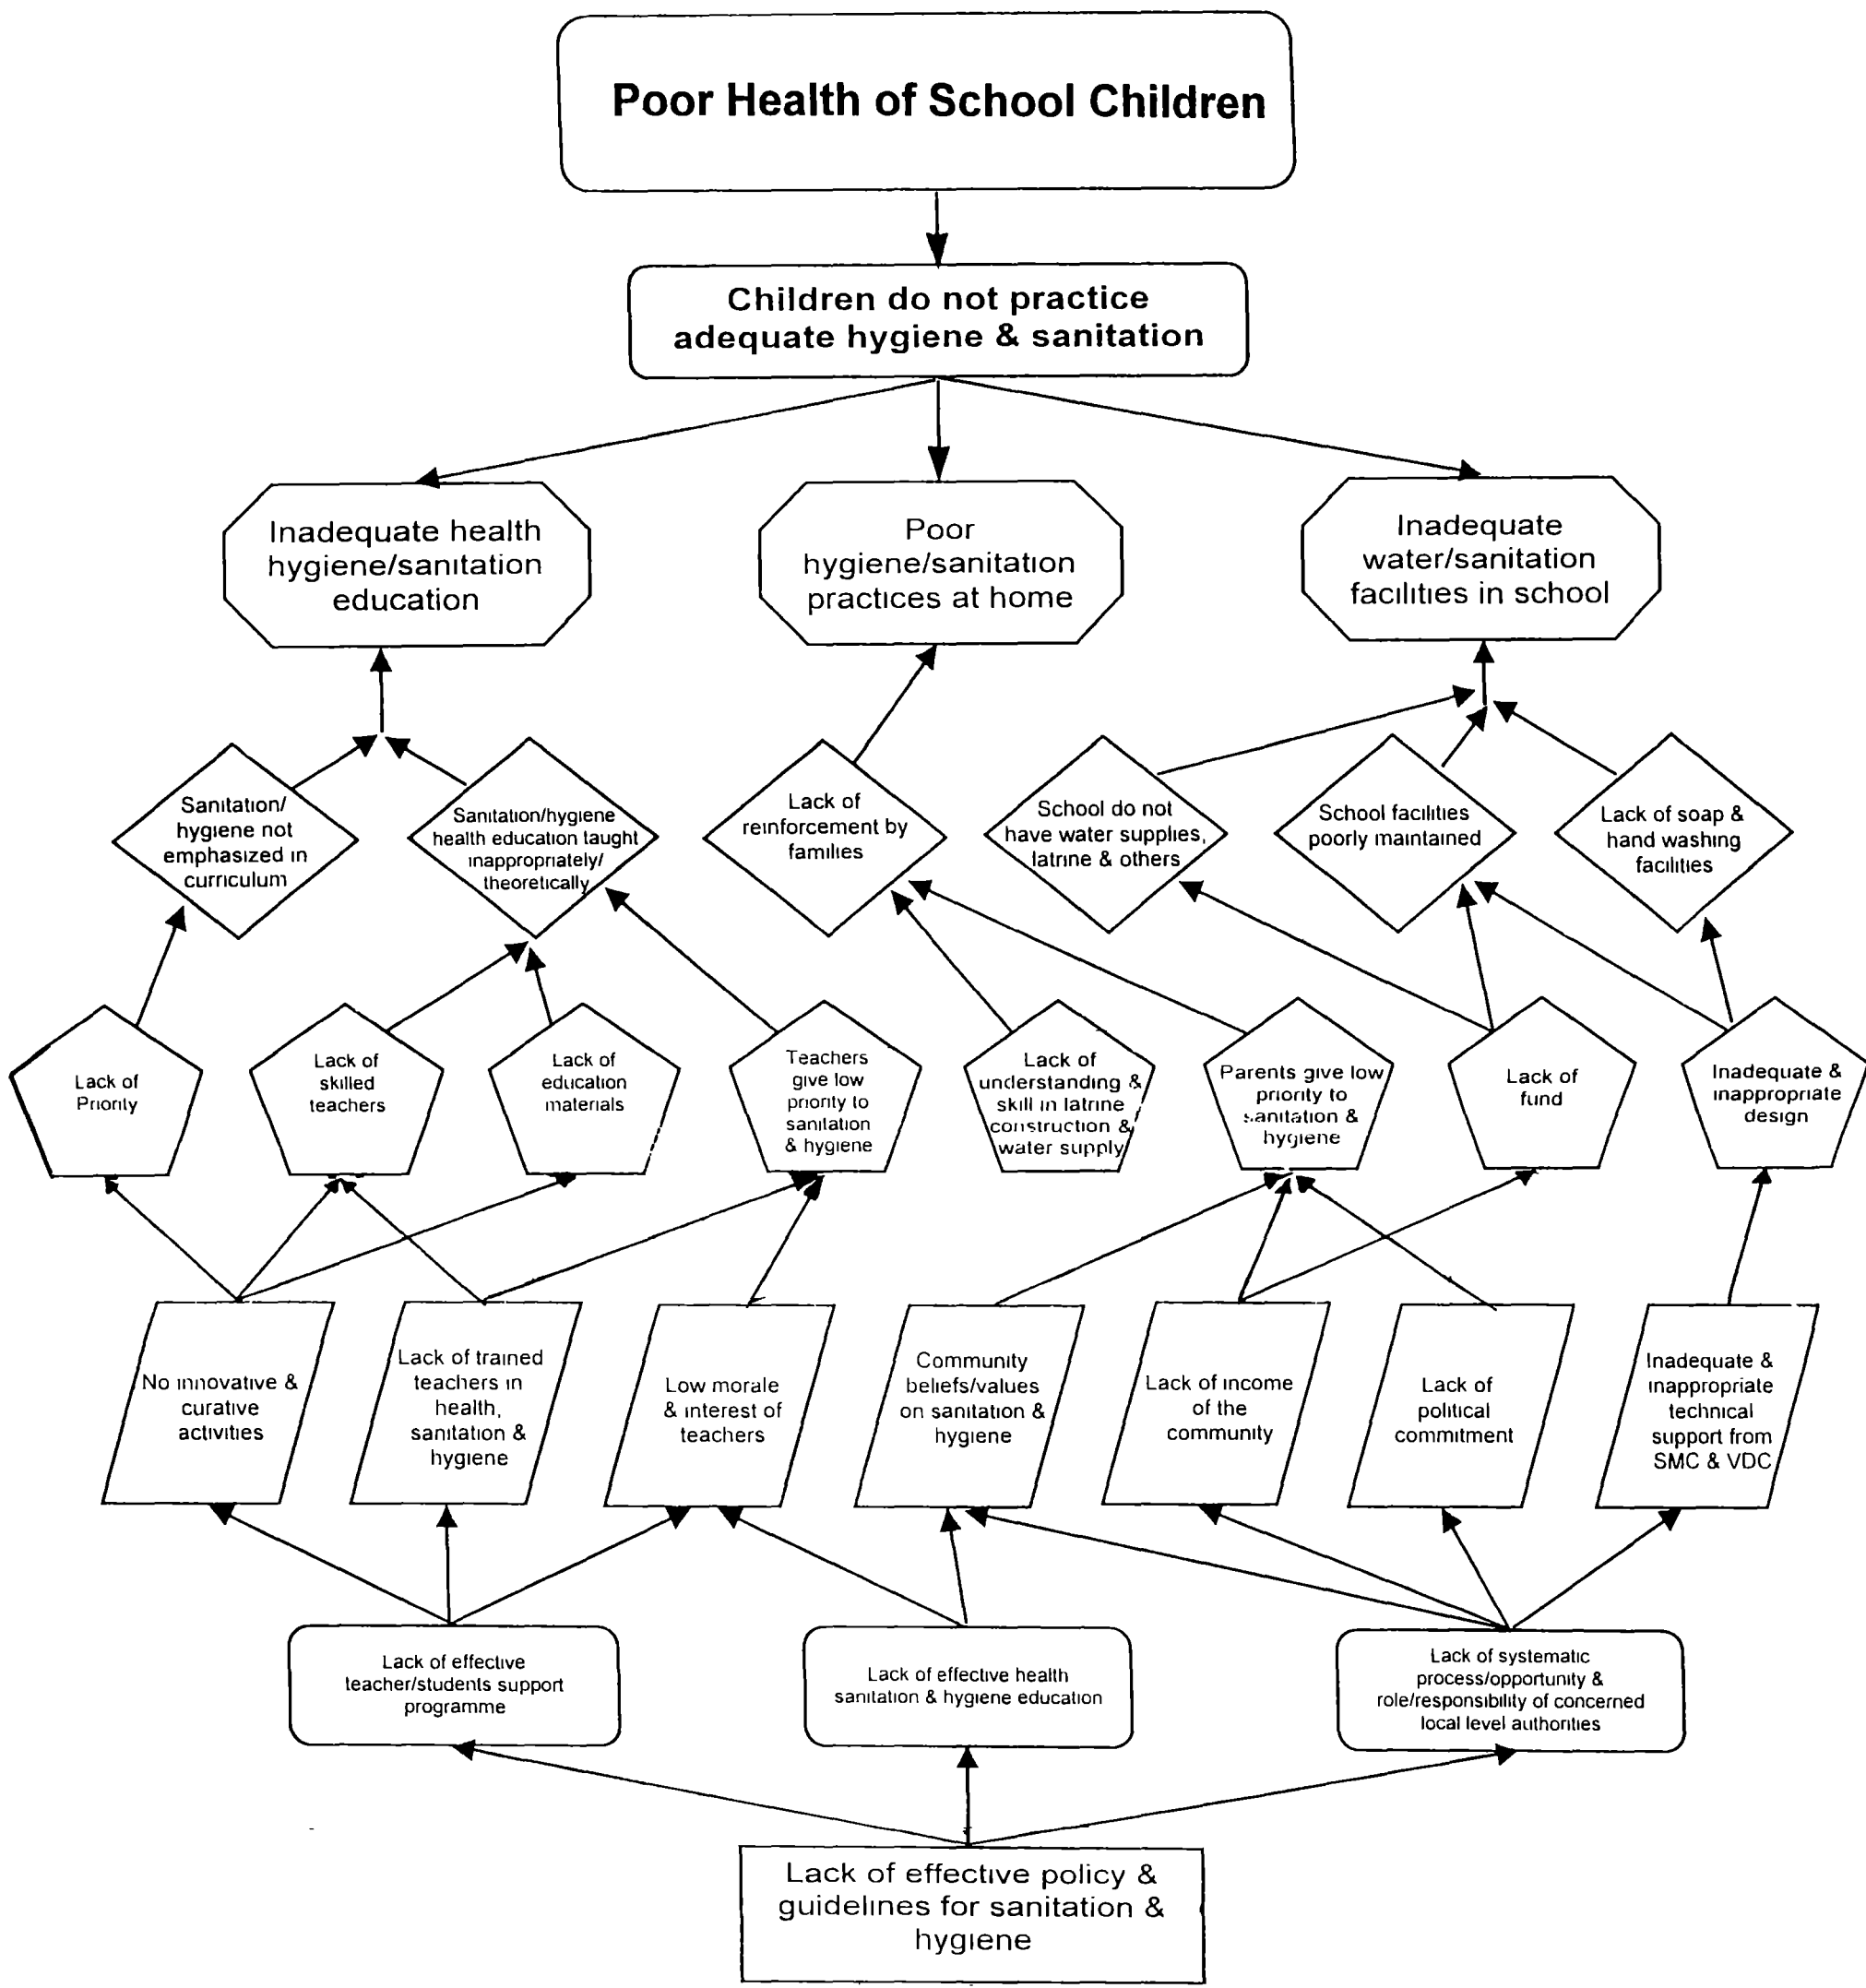 Poor Health of School Children
Children do not practice
adequate hygiene & sanitation
Inadequate health
hygiene/sanitation
education
Poor
hygiene/sanitation
practices at home
Inadequate
water/sanitation
facilities in school
Sanitation/
hygiene not
emphasized in
curriculum
Sanitation/hygiene
health education taught
inappropriately/
theoretically
Lack of
reinforcement by
families
School do not
have water supplies,
latrine & others
School facilities
poorly maintained
Lack of soap &
hand washing
facilities
Lack of
Priority
Lack of
skilled
teachers
Lack of
education
materials
Teachers
give low
priority to
sanitation
& hygiene
Lack of
understanding &
skill in latrine
construction &
water supply
Parents give low
priority to
sanitation &
hygiene
Lack of
fund
Inadequate &
inappropriate
design
No innovative &
curative
activities
Lack of trained
teachers in
health,
sanitation &
hygiene
Low morale
& interest of
teachers
Community
beliefs/values
on sanitation &
hygiene
Lack of income
of the
community
Lack of
political
commitment
Inadequate &
inappropriate
technical
support from
SMC & VDC
Lack of effective
teacher/students support
programme
Lack of effective health
sanitation & hygiene education
Lack of systematic
process/opportunity &
role/responsibility of concerned
local level authorities
Lack of effective policy &
guidelines for sanitation &
hygiene